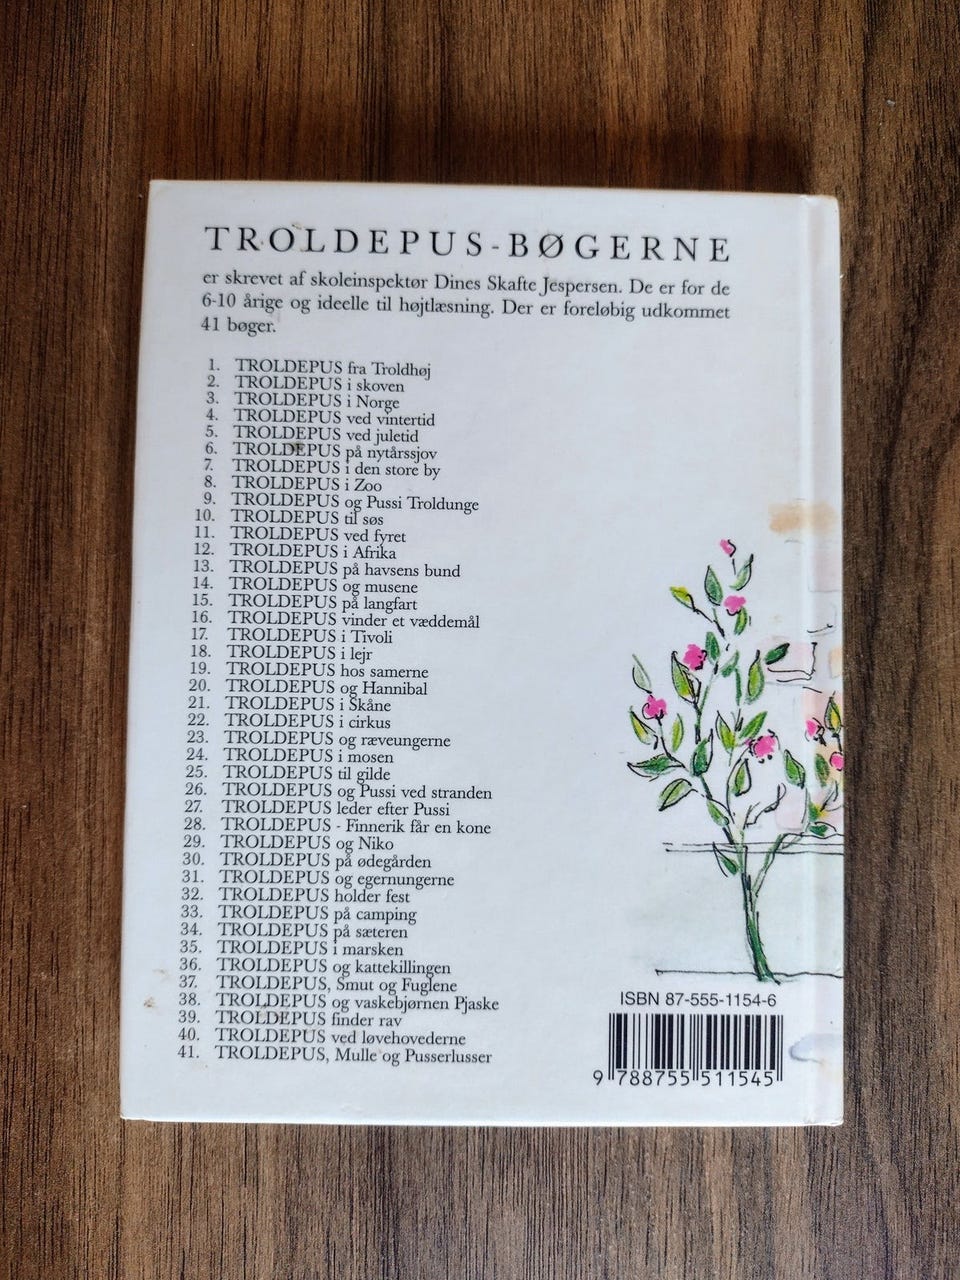 TROLDEPUS-BØGERNE
er skrevet af skoleinspektør Dines Skafte Jespersen. De er for de
6-10 årige og ideelle til højtlæsning. Der er foreløbig udkommet
41 bøger.
1. TROLDEPUS fra Troldhøj
2. TROLDEPUS i skoven
3. TROLDEPUS i Norge
4. TROLDEPUS ved vintertid
5. TROLDEPUS ved juletid
6. TROLDEPUS på nytårssjov
7. TROLDEPUS i den store by
8. TROLDEPUS i Zoo
9. TROLDEPUS og Pussi Troldunge
10. TROLDEPUS til søs
11. TROLDEPUS ved fyret
12. TROLDEPUS i Afrika
13. TROLDEPUS på havsens bund
14. TROLDEPUS og musene
15. TROLDEPUS på langfart
16. TROLDEPUS vinder et væddemål
17. TROLDEPUS i Tivoli
18. TROLDEPUS i lejr
19. TROLDEPUS hos samerne
20. TROLDEPUS og Hannibal
21. TROLDEPUS i Skåne
22. TROLDEPUS i cirkus
23. TROLDEPUS og ræveungerne
24. TROLDEPUS i mosen
25. TROLDEPUS til gilde
26. TROLDEPUS og Pussi ved stranden
27. TROLDEPUS leder efter Pussi
28. TROLDEPUS - Finnerik får en kone
29. TROLDEPUS og Niko
30. TROLDEPUS på ødegården
31. TROLDEPUS og egernungerne
32. TROLDEPUS holder fest
33. TROLDEPUS på camping
34. TROLDEPUS på sæteren
35. TROLDEPUS i marsken
36. TROLDEPUS og kattekillingen
37. TROLDEPUS, Smut og Fuglene
38. TROLDEPUS og vaskebjørnen Pjaske
39. TROLDEPUS finder rav
40. TROLDEPUS ved løvehovederne
41. TROLDEPUS, Mulle og Pusserlusser
ISBN 87-555-1154-6
9 788755 511545